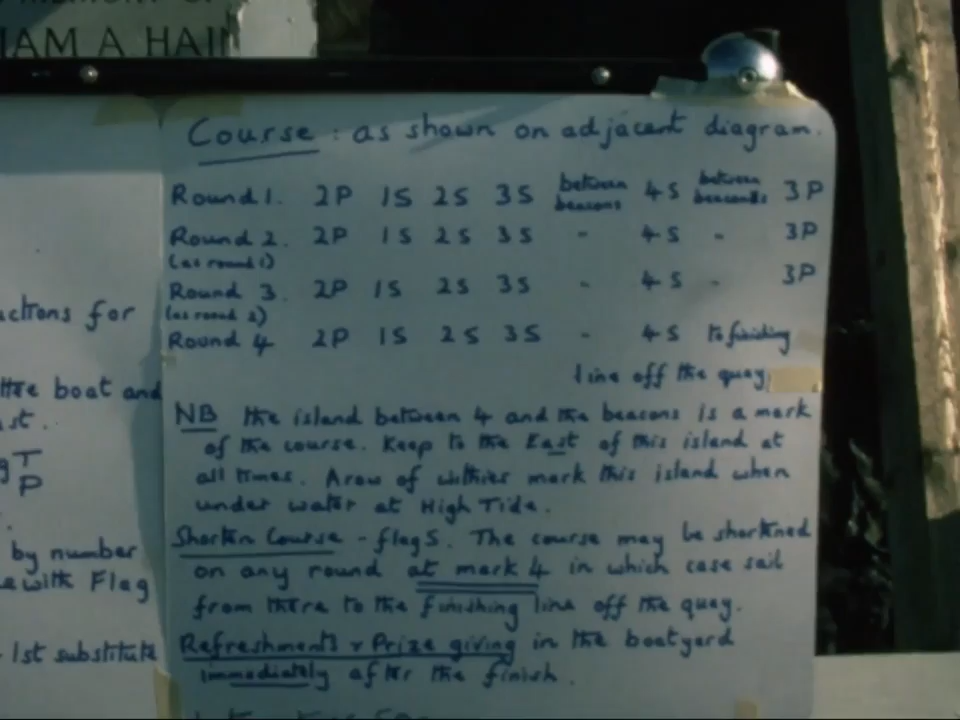 IAM A HAIN
Course : as shown on adjacent diagram.
Round 1. 2P 1S 2S 3S between beacons 4S between beacons 3P
Round 2. 2P 1S 2S 3S - 4S - 3P
(as round 1)
Round 3. 2P 1S 2S 3S - 4S - 3P
(as round 2)
Round 4 2P 1S 2S 3S - 4S to finishing
line off the quay.
NB the island between 4 and the beacons is a mark
of the course. Keep to the East of this island at
all times. A row of withies mark this island when
under water at High Tide.
Shorten Course - flag S. The course may be shortened
on any round at mark 4 in which case sail
from there to the finishing line off the quay.
Refreshments & Prize giving in the boatyard
immediately after the finish.
ctions for
the boat and
st.
g T
P
by number
with Flag
1st substitute